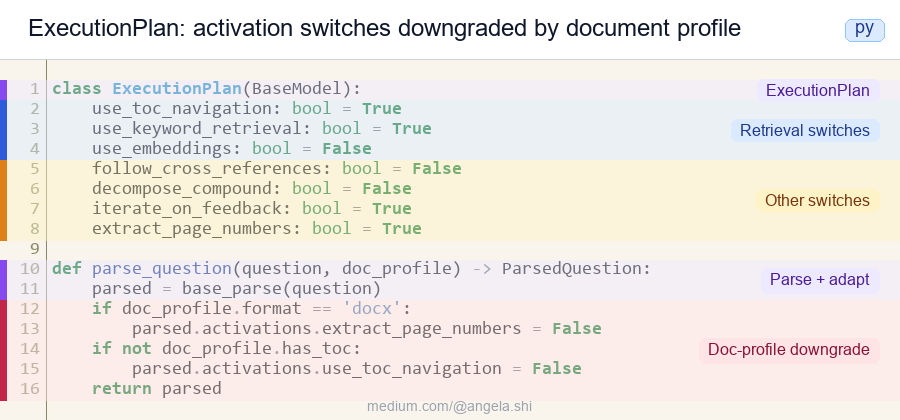 ExecutionPlan: activation switches downgraded by document profile
py
1 class ExecutionPlan(BaseModel):
ExecutionPlan
2     use_toc_navigation: bool = True
3     use_keyword_retrieval: bool = True
Retrieval switches
4     use_embeddings: bool = False
5     follow_cross_references: bool = False
6     decompose_compound: bool = False
Other switches
7     iterate_on_feedback: bool = True
8     extract_page_numbers: bool = True
9
10 def parse_question(question, doc_profile) -> ParsedQuestion:
Parse + adapt
11     parsed = base_parse(question)
12     if doc_profile.format == 'docx':
13         parsed.activations.extract_page_numbers = False
14     if not doc_profile.has_toc:
Doc-profile downgrade
15         parsed.activations.use_toc_navigation = False
16     return parsed
medium.com/@angela.shi